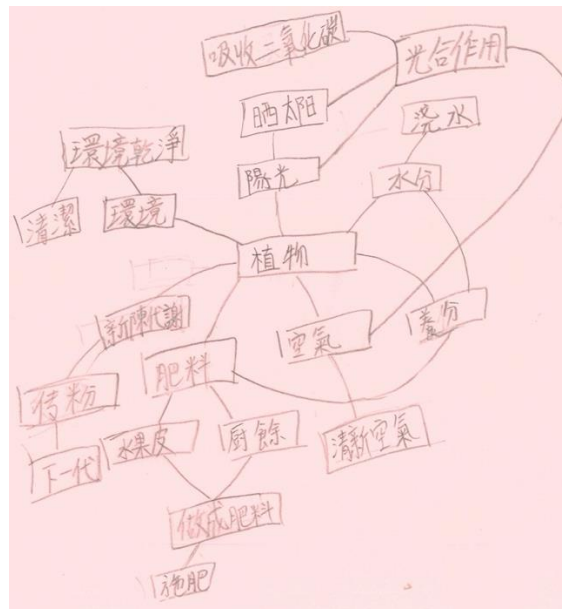 吸收二氧化碳
光合作用
晒太阳
浇水
環境乾淨
陽光
水分
清潔
環境
植物
新陳代謝
空氣
養分
肥料
傳粉
水果皮
廚餘
清新空氣
下一代
做成肥料
施肥